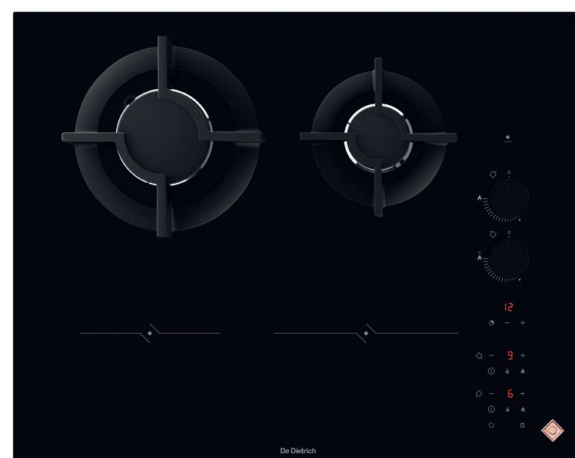 12
− +
− 9 +
− 6 +
De Dietrich